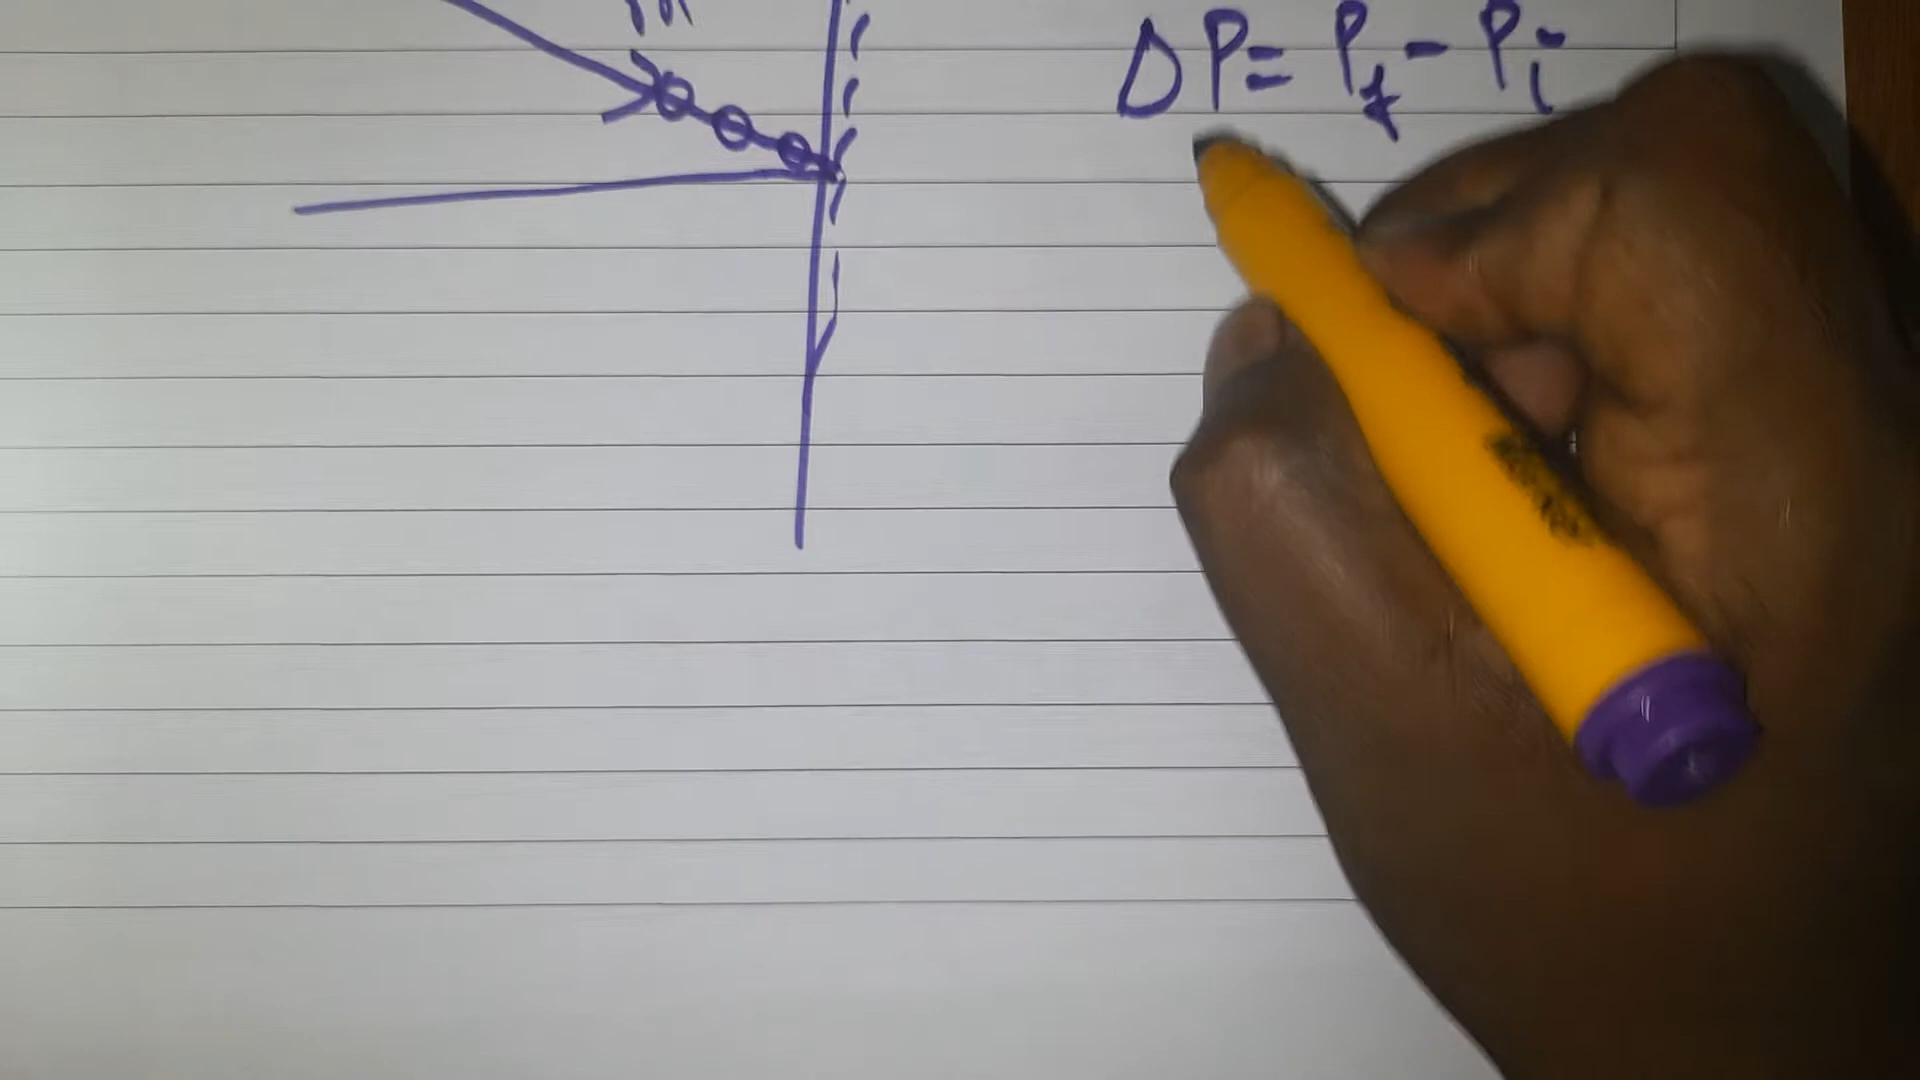 ΔP = Pf - Pi